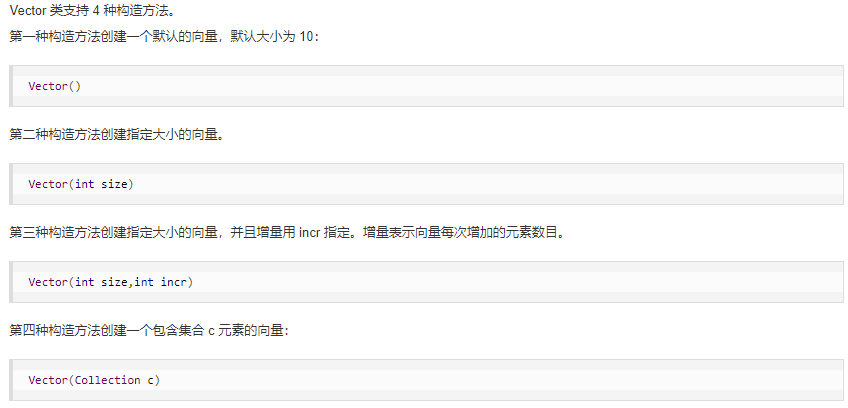 Vector 类支持 4 种构造方法。
第一种构造方法创建一个默认的向量，默认大小为 10：
Vector()
第二种构造方法创建指定大小的向量。
Vector(int size)
第三种构造方法创建指定大小的向量，并且增量用 incr 指定。增量表示向量每次增加的元素数目。
Vector(int size,int incr)
第四种构造方法创建一个包含集合 c 元素的向量：
Vector(Collection c)